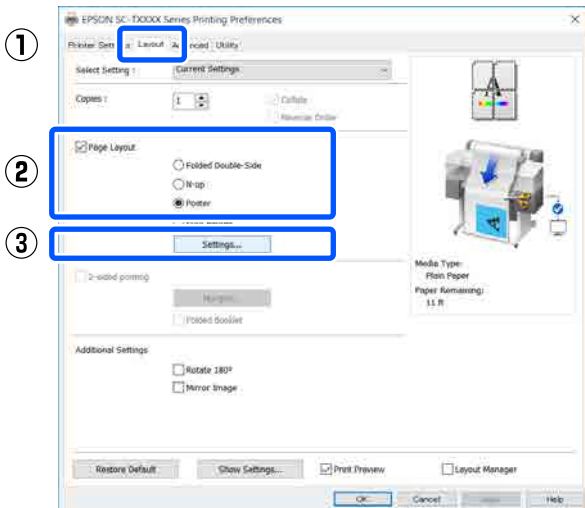 EPSON SC-TXXXX Series Printing Preferences
①
Layout
Utility
Select Setting :
Current Settings
Copies :
1
Collate
Reverse Order
②
Page Layout
Folded Double-Side
N-up
Poster
③
Settings...
2-sided printing
Margins...
Folded Booklet
Media Type:
Plain Paper
Paper Remaining:
11 ft
Additional Settings
Rotate 180°
Mirror Image
Restore Default
Show Settings...
Print Preview
Layout Manager
OK
Cancel
Help